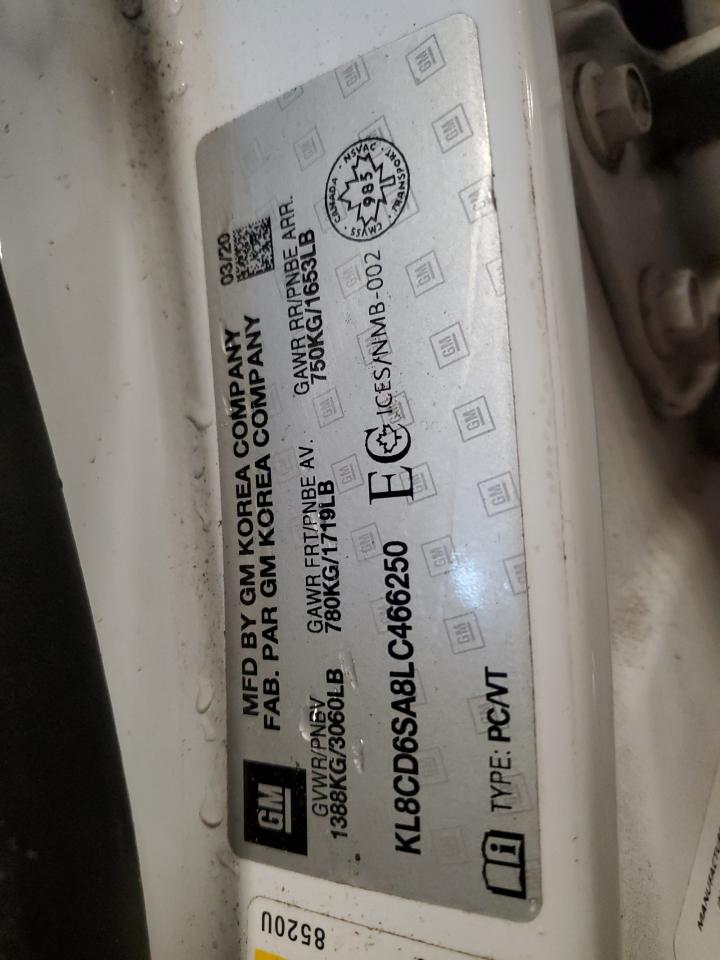 MFD BY GM KOREA COMPANY
FAB. PAR GM KOREA COMPANY
03/20
GM
GVWR/PNBV
1388KG/3060LB
GAWR FRT/PNBE AV.
780KG/1719LB
GAWR RR/PNBE ARR.
750KG/1653LB
KL8CD6SA8LC466250
EC ICES/NMB-002
CANADA · NSVAC · TRANSPORT · CMVSS
985
TYPE: PC/VT
8520U